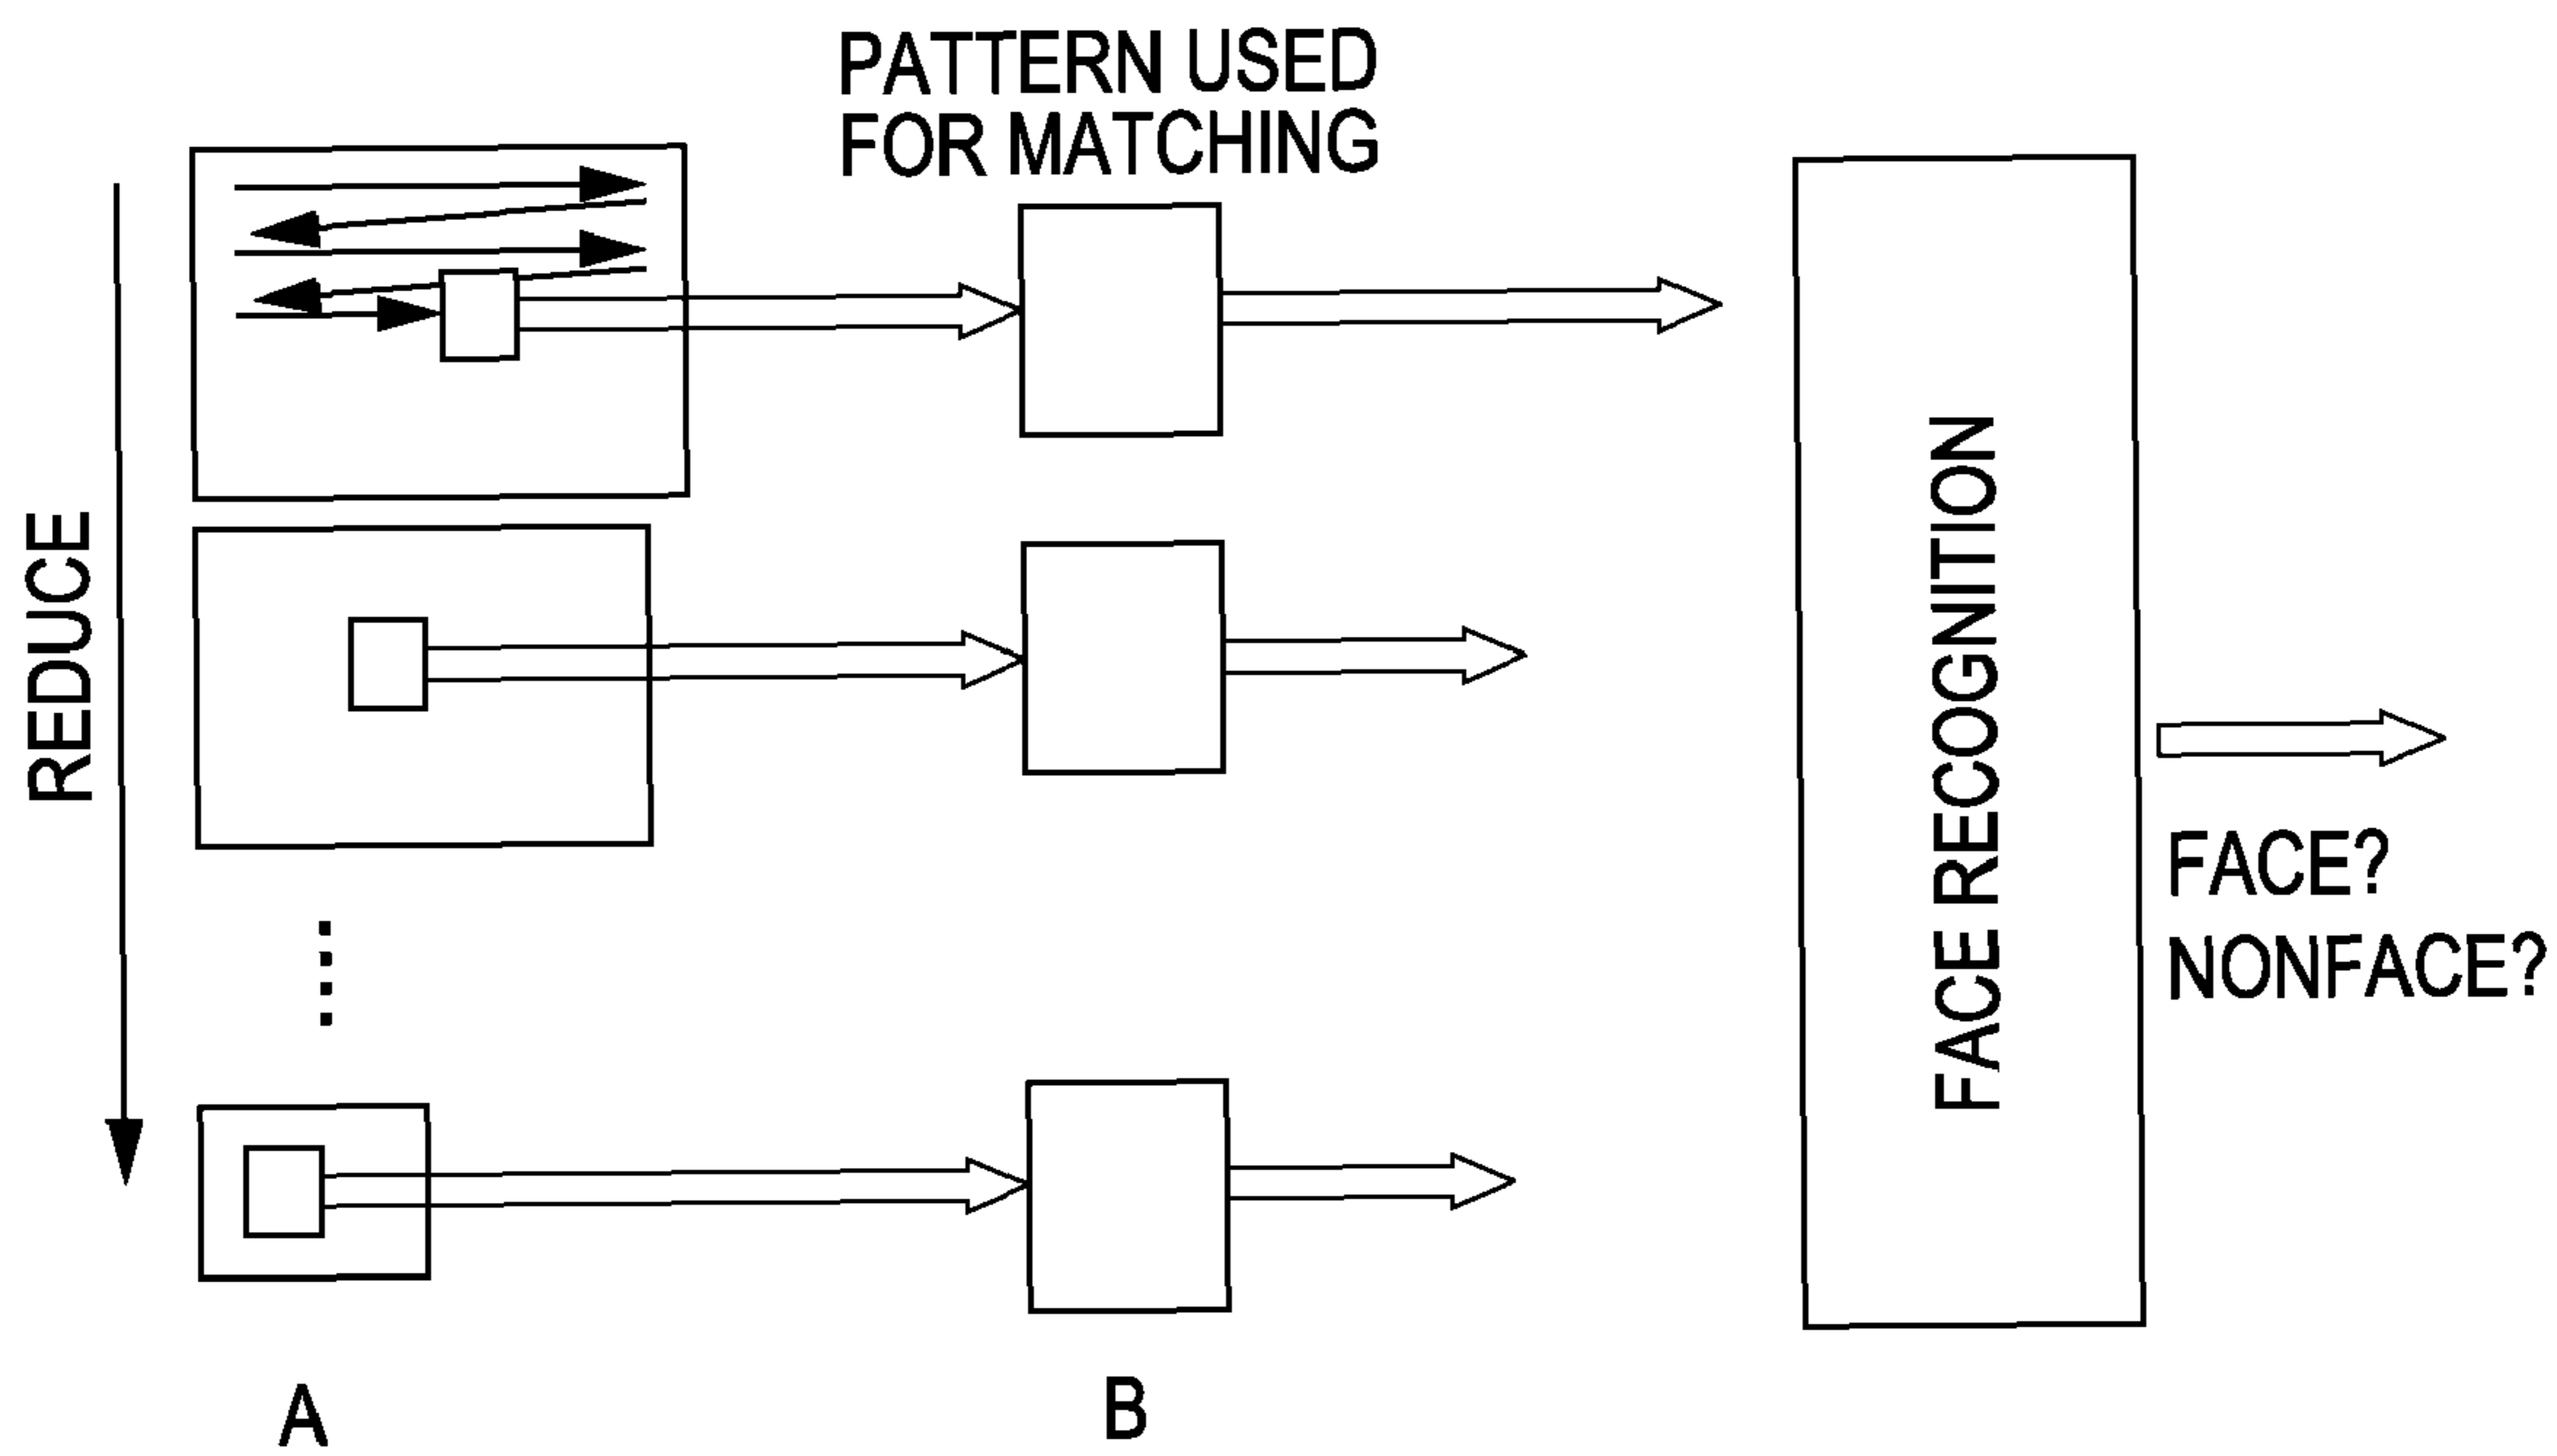 PATTERN USED
FOR MATCHING
REDUCE
FACE RECOGNITION
FACE?
NONFACE?
A
B